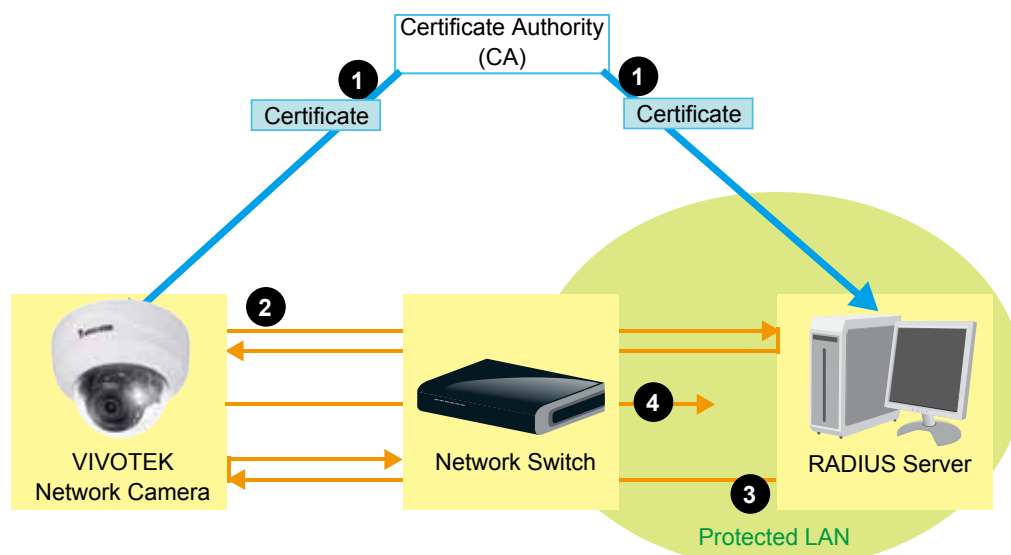 Certificate Authority
(CA)
1
1
Certificate
Certificate
2
4
VIVOTEK
Network Camera
Network Switch
RADIUS Server
3
Protected LAN